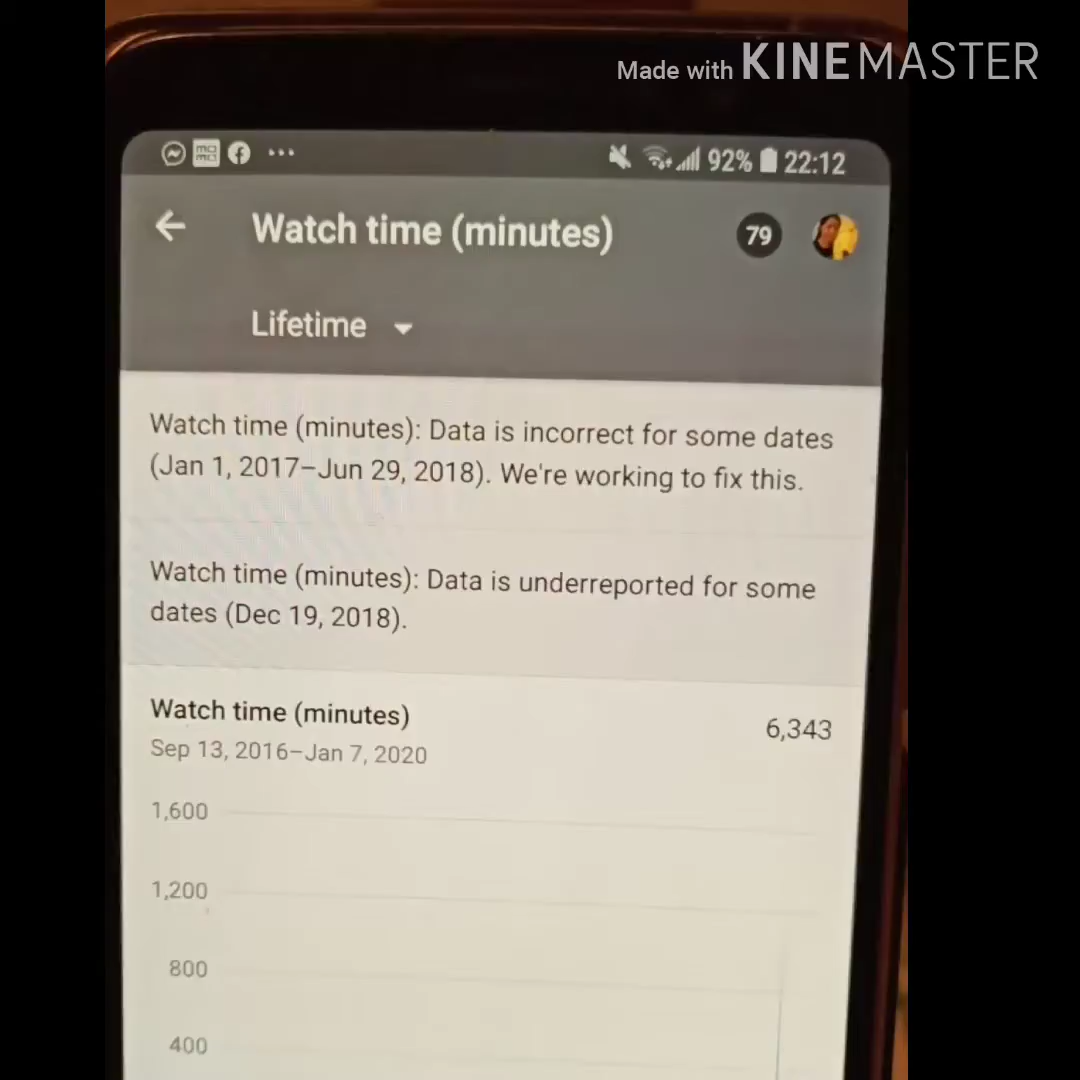 Made with KINEMASTER
92% 22:12
Watch time (minutes)
79
Lifetime
Watch time (minutes): Data is incorrect for some dates
(Jan 1, 2017–Jun 29, 2018). We're working to fix this.
Watch time (minutes): Data is underreported for some
dates (Dec 19, 2018).
Watch time (minutes)
6,343
Sep 13, 2016–Jan 7, 2020
1,600
1,200
800
400